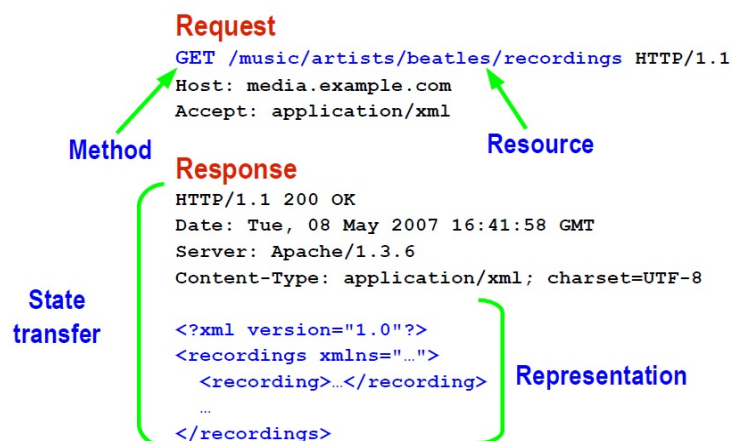 Request
GET /music/artists/beatles/recordings HTTP/1.1
Host: media.example.com
Accept: application/xml
Method
Resource
Response
HTTP/1.1 200 OK
Date: Tue, 08 May 2007 16:41:58 GMT
Server: Apache/1.3.6
Content-Type: application/xml; charset=UTF-8
State
transfer
<?xml version="1.0"?>
<recordings xmlns="…">
<recording>…</recording>
…
</recordings>
Representation